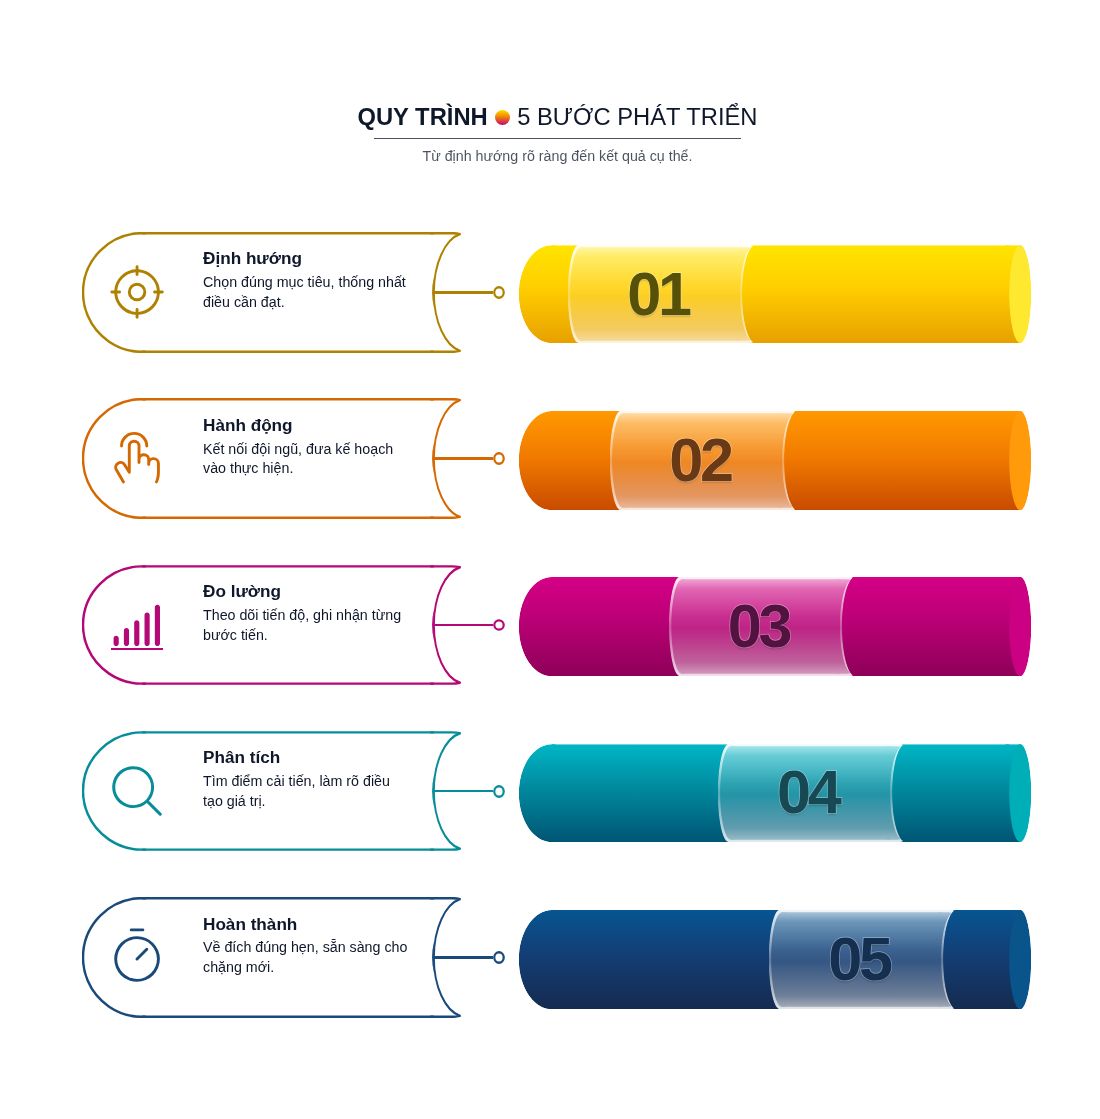 QUY TRÌNH 5 BƯỚC PHÁT TRIỂN
Từ định hướng rõ ràng đến kết quả cụ thể.
Định hướng
Chọn đúng mục tiêu, thống nhất
điều cần đạt.
01
Hành động
Kết nối đội ngũ, đưa kế hoạch
vào thực hiện.
02
Đo lường
Theo dõi tiến độ, ghi nhận từng
bước tiến.
03
Phân tích
Tìm điểm cải tiến, làm rõ điều
tạo giá trị.
04
Hoàn thành
Về đích đúng hẹn, sẵn sàng cho
chặng mới.
05